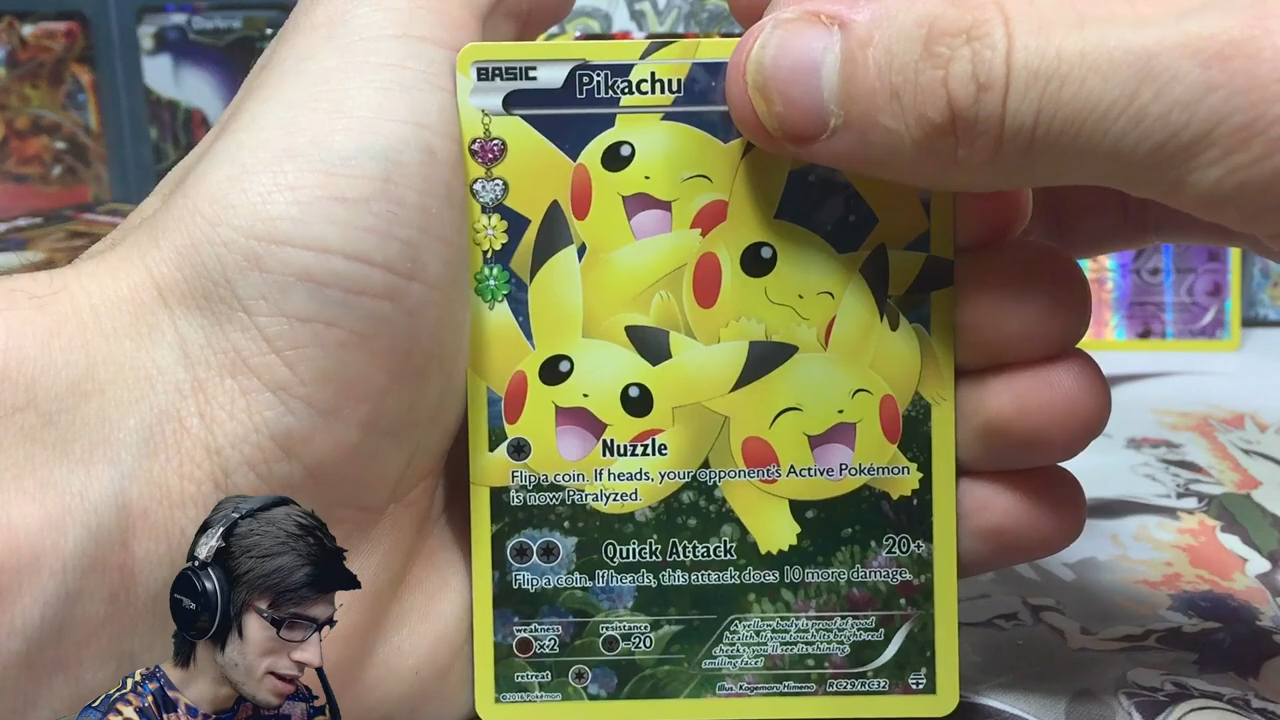 BASIC
Pikachu
Nuzzle
Flip a coin. If heads, your opponent's Active Pokémon
is now Paralyzed.
Quick Attack 20+
Flip a coin. If heads, this attack does 10 more damage.
weakness resistance
×2 -20
retreat
A yellow body is proof of good
health. If you touch its bright-red
cheeks, you'll see its shining,
smiling face!
©2016 Pokémon
Illus. Kagemaru Himeno RC29/RC32